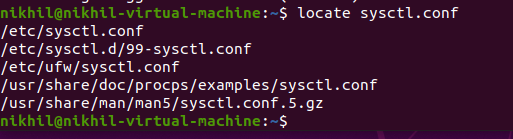 nikhil@nikhil-virtual-machine:~$ locate sysctl.conf
/etc/sysctl.conf
/etc/sysctl.d/99-sysctl.conf
/etc/ufw/sysctl.conf
/usr/share/doc/procps/examples/sysctl.conf
/usr/share/man/man5/sysctl.conf.5.gz
nikhil@nikhil-virtual-machine:~$